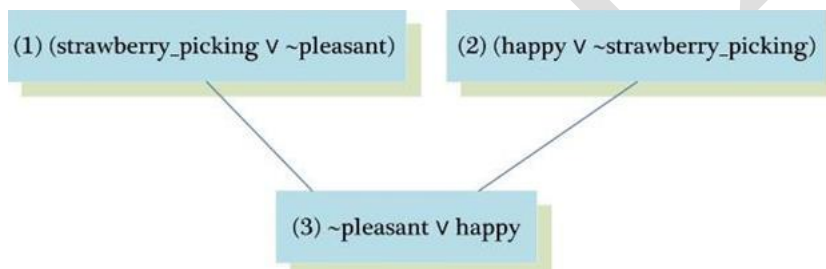 (1) (strawberry_picking ∨ ~pleasant)
(2) (happy ∨ ~strawberry_picking)
(3) ~pleasant ∨ happy